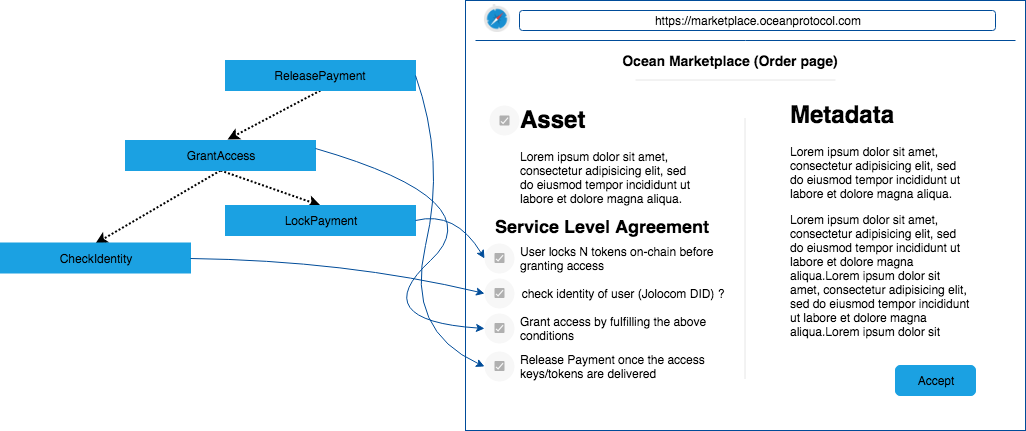 https://marketplace.oceanprotocol.com
Ocean Marketplace (Order page)
ReleasePayment
GrantAccess
LockPayment
CheckIdentity
Asset
Lorem ipsum dolor sit amet,
consectetur adipisicing elit, sed
do eiusmod tempor incididunt ut
labore et dolore magna aliqua.
Service Level Agreement
User locks N tokens on-chain before
granting access
check identity of user (Jolocom DID) ?
Grant access by fulfilling the above
conditions
Release Payment once the access
keys/tokens are delivered
Metadata
Lorem ipsum dolor sit amet,
consectetur adipisicing elit, sed
do eiusmod tempor incididunt ut
labore et dolore magna aliqua.
Lorem ipsum dolor sit amet,
consectetur adipisicing elit, sed
do eiusmod tempor incididunt ut
labore et dolore magna
aliqua.Lorem ipsum dolor sit
amet, consectetur adipisicing elit,
sed do eiusmod tempor incididunt
ut labore et dolore magna
aliqua.Lorem ipsum dolor sit
Accept